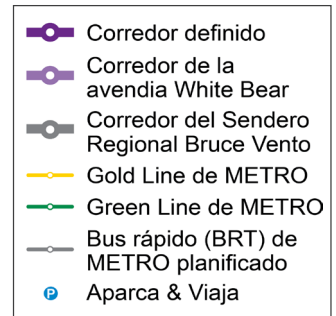 Corredor definido
Corredor de la
avendia White Bear
Corredor del Sendero
Regional Bruce Vento
Gold Line de METRO
Green Line de METRO
Bus rápido (BRT) de
METRO planificado
P Aparca & Viaja